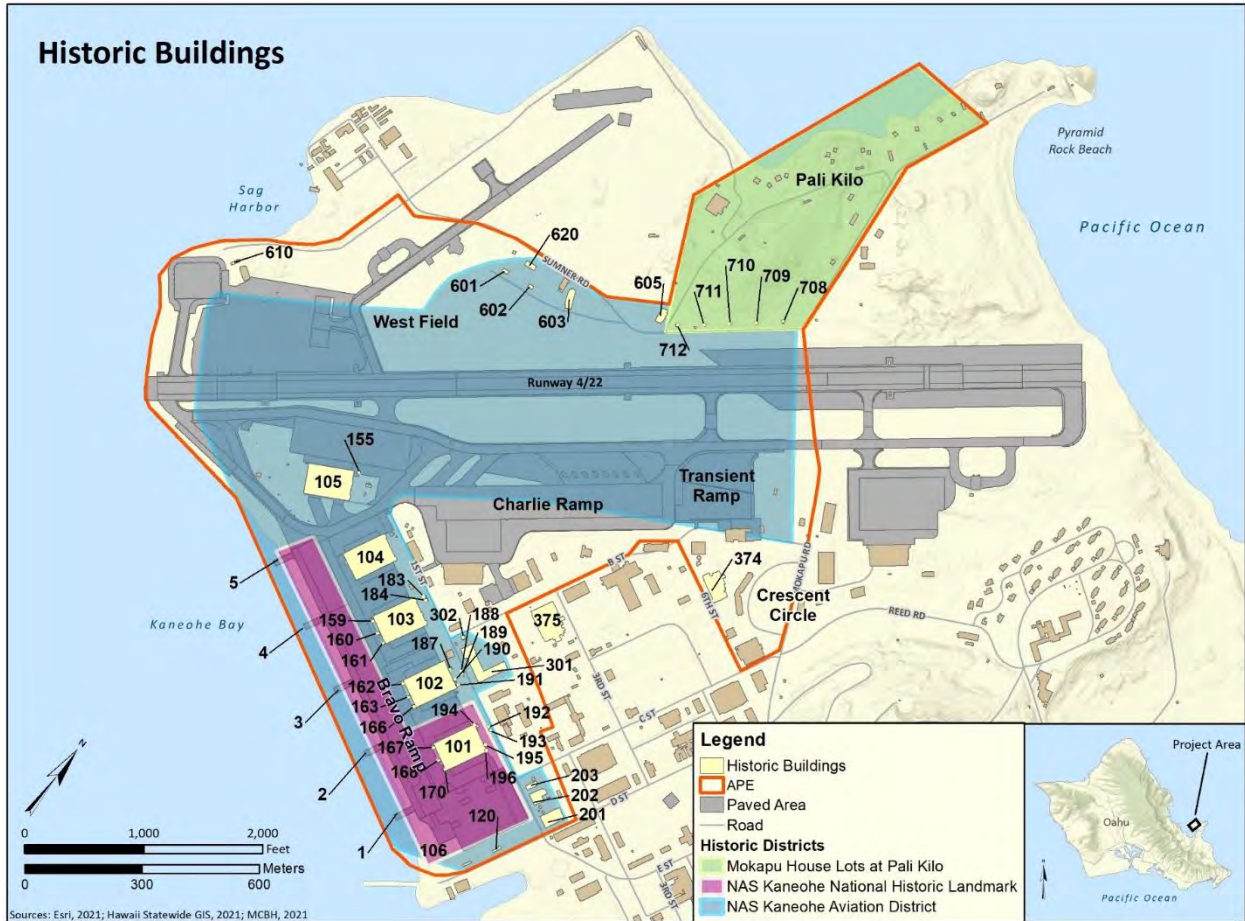 Historic Buildings
Sag
Harbor
Pyramid
Rock Beach
Pacific Ocean
Pali Kilo
610
620
SUMNER RD
601
602
603
605
710
709
711
708
712
West Field
Runway 4/22
155
105
Charlie Ramp
Transient
Ramp
104
1ST ST
183
184
5
B ST
6TH ST
374
MOKAPU RD
Crescent
Circle
REED RD
Kaneohe Bay
159
103
160
161
4
302
188
189
190
187
375
301
191
3RD ST
162
102
163
166
3
Bravo Ramp
194
192
193
C ST
167
101
195
168
196
170
2
203
202
201
D ST
120
1
106
E ST
3RD ST
N
0 1,000 2,000
Feet
Meters
0 300 600
Legend
Historic Buildings
APE
Paved Area
Road
Historic Districts
Mokapu House Lots at Pali Kilo
NAS Kaneohe National Historic Landmark
NAS Kaneohe Aviation District
Project Area
Oahu
Pacific Ocean
Sources: Esri, 2021; Hawaii Statewide GIS, 2021; MCBH, 2021